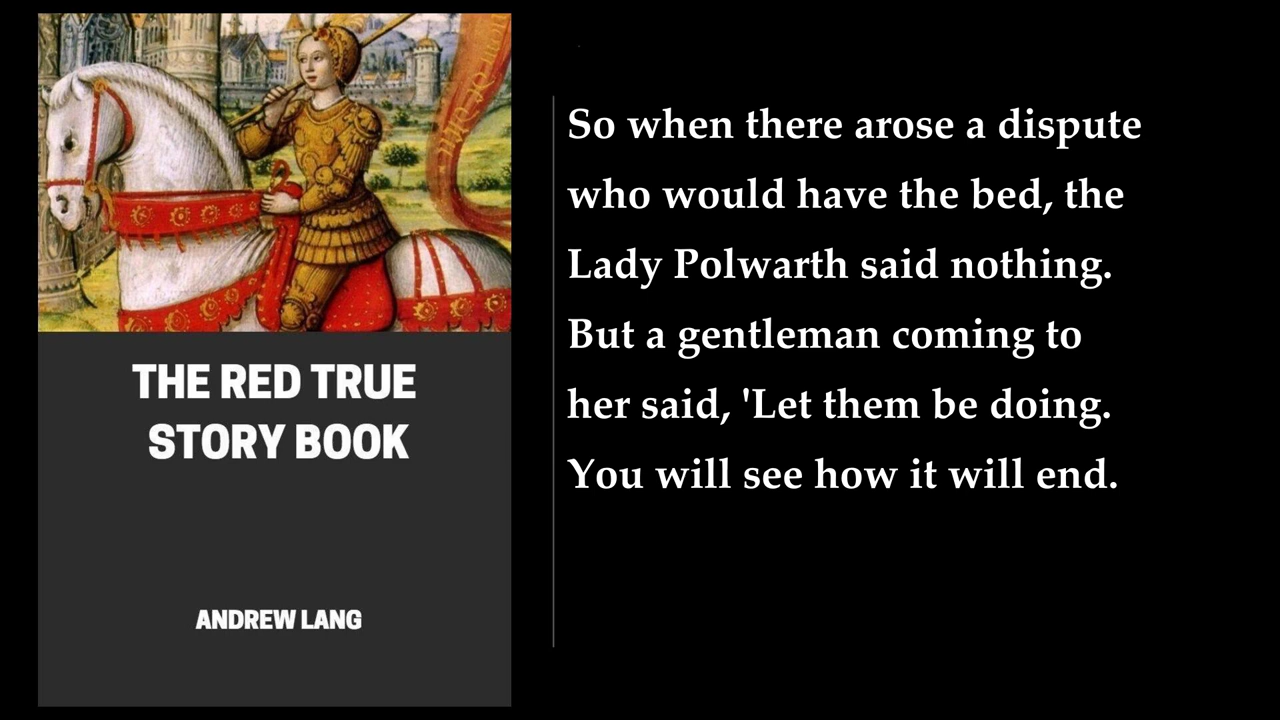 THE RED TRUE
STORY BOOK
ANDREW LANG
So when there arose a dispute
who would have the bed, the
Lady Polwarth said nothing.
But a gentleman coming to
her said, 'Let them be doing.
You will see how it will end.